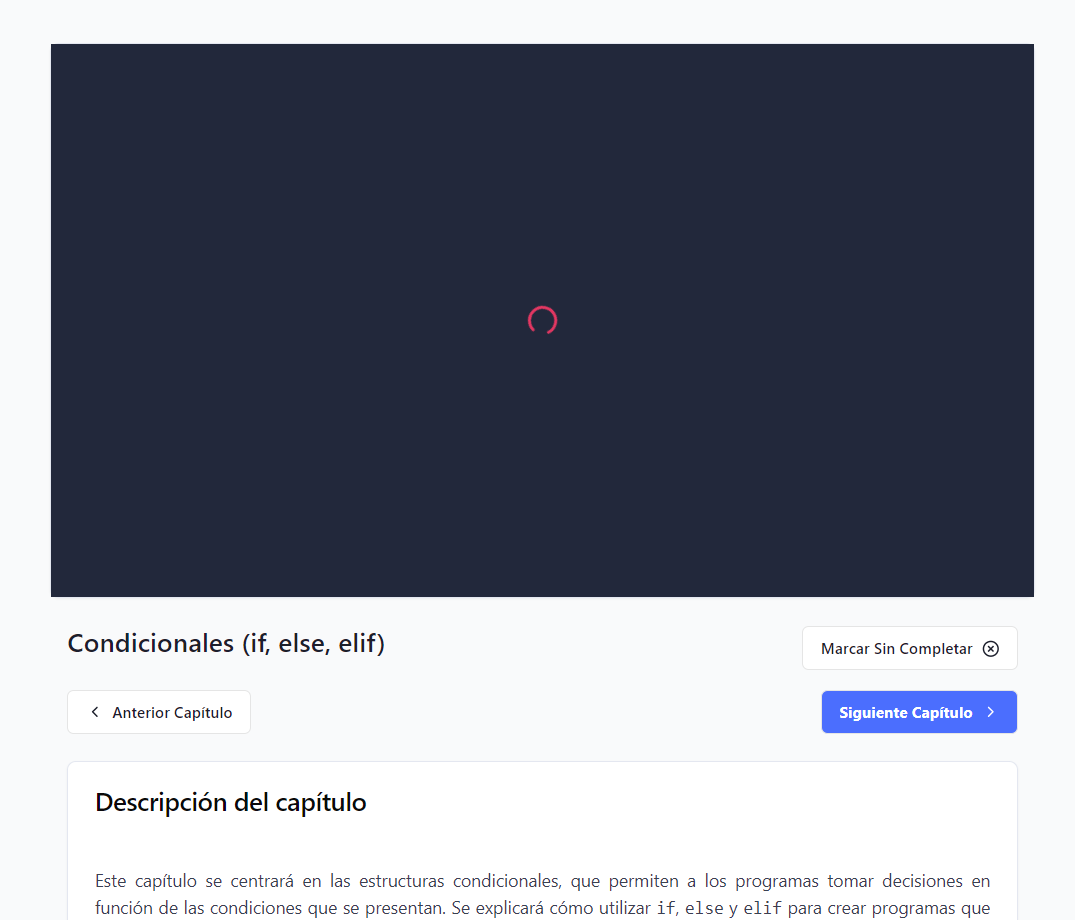 Condicionales (if, else, elif)
Marcar Sin Completar
Anterior Capítulo
Siguiente Capítulo
Descripción del capítulo
Este capítulo se centrará en las estructuras condicionales, que permiten a los programas tomar decisiones en
función de las condiciones que se presentan. Se explicará cómo utilizar if, else y elif para crear programas que